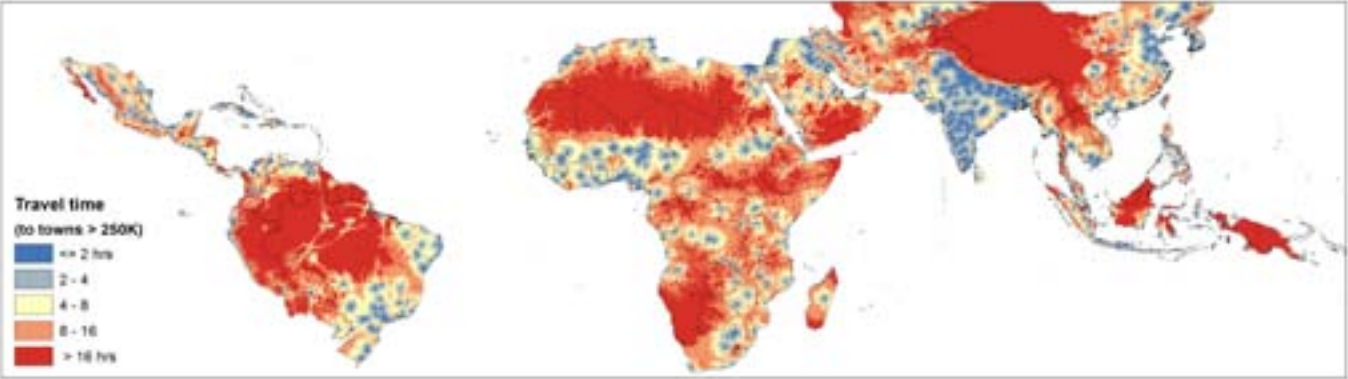 Travel time
(to towns > 250K)
<= 2 hrs
2 - 4
4 - 8
8 - 16
> 16 hrs